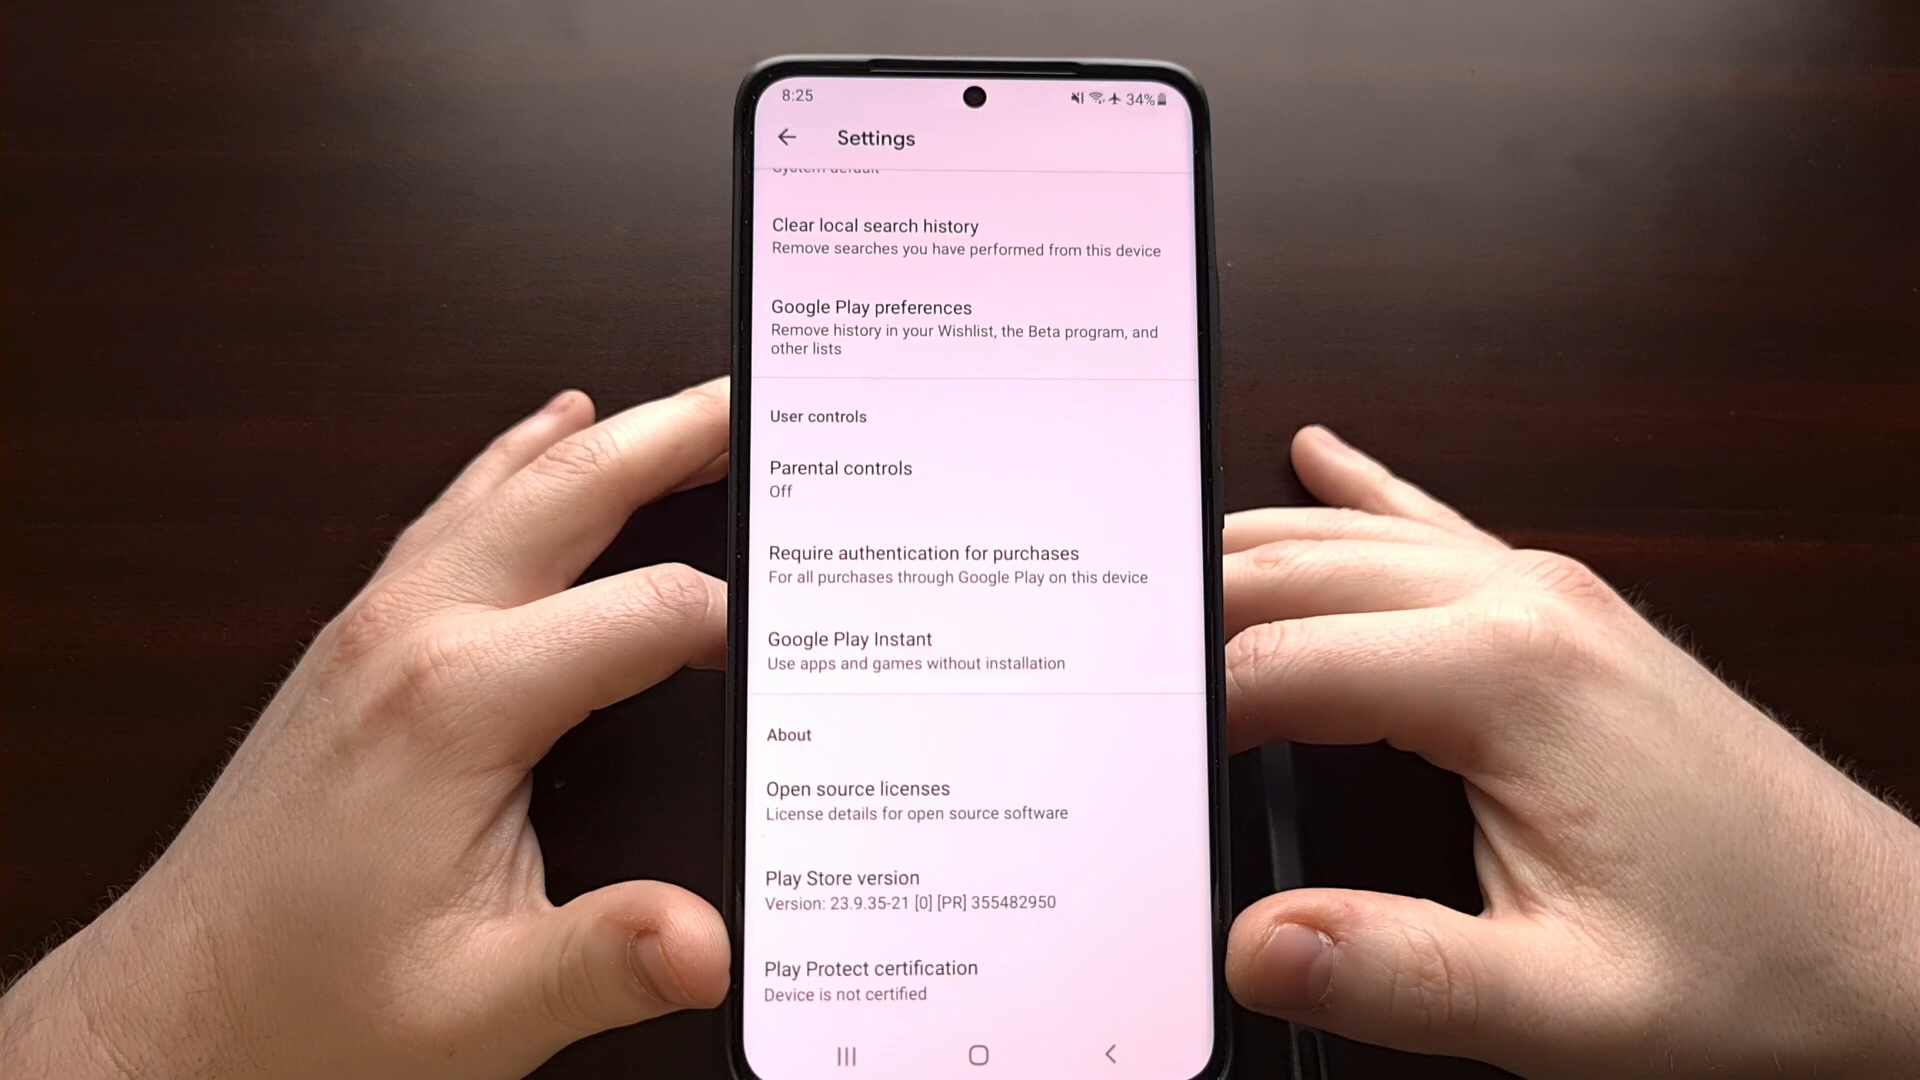 8:25
34%
Settings
System default
Clear local search history
Remove searches you have performed from this device
Google Play preferences
Remove history in your Wishlist, the Beta program, and
other lists
User controls
Parental controls
Off
Require authentication for purchases
For all purchases through Google Play on this device
Google Play Instant
Use apps and games without installation
About
Open source licenses
License details for open source software
Play Store version
Version: 23.9.35-21 [0] [PR] 355482950
Play Protect certification
Device is not certified